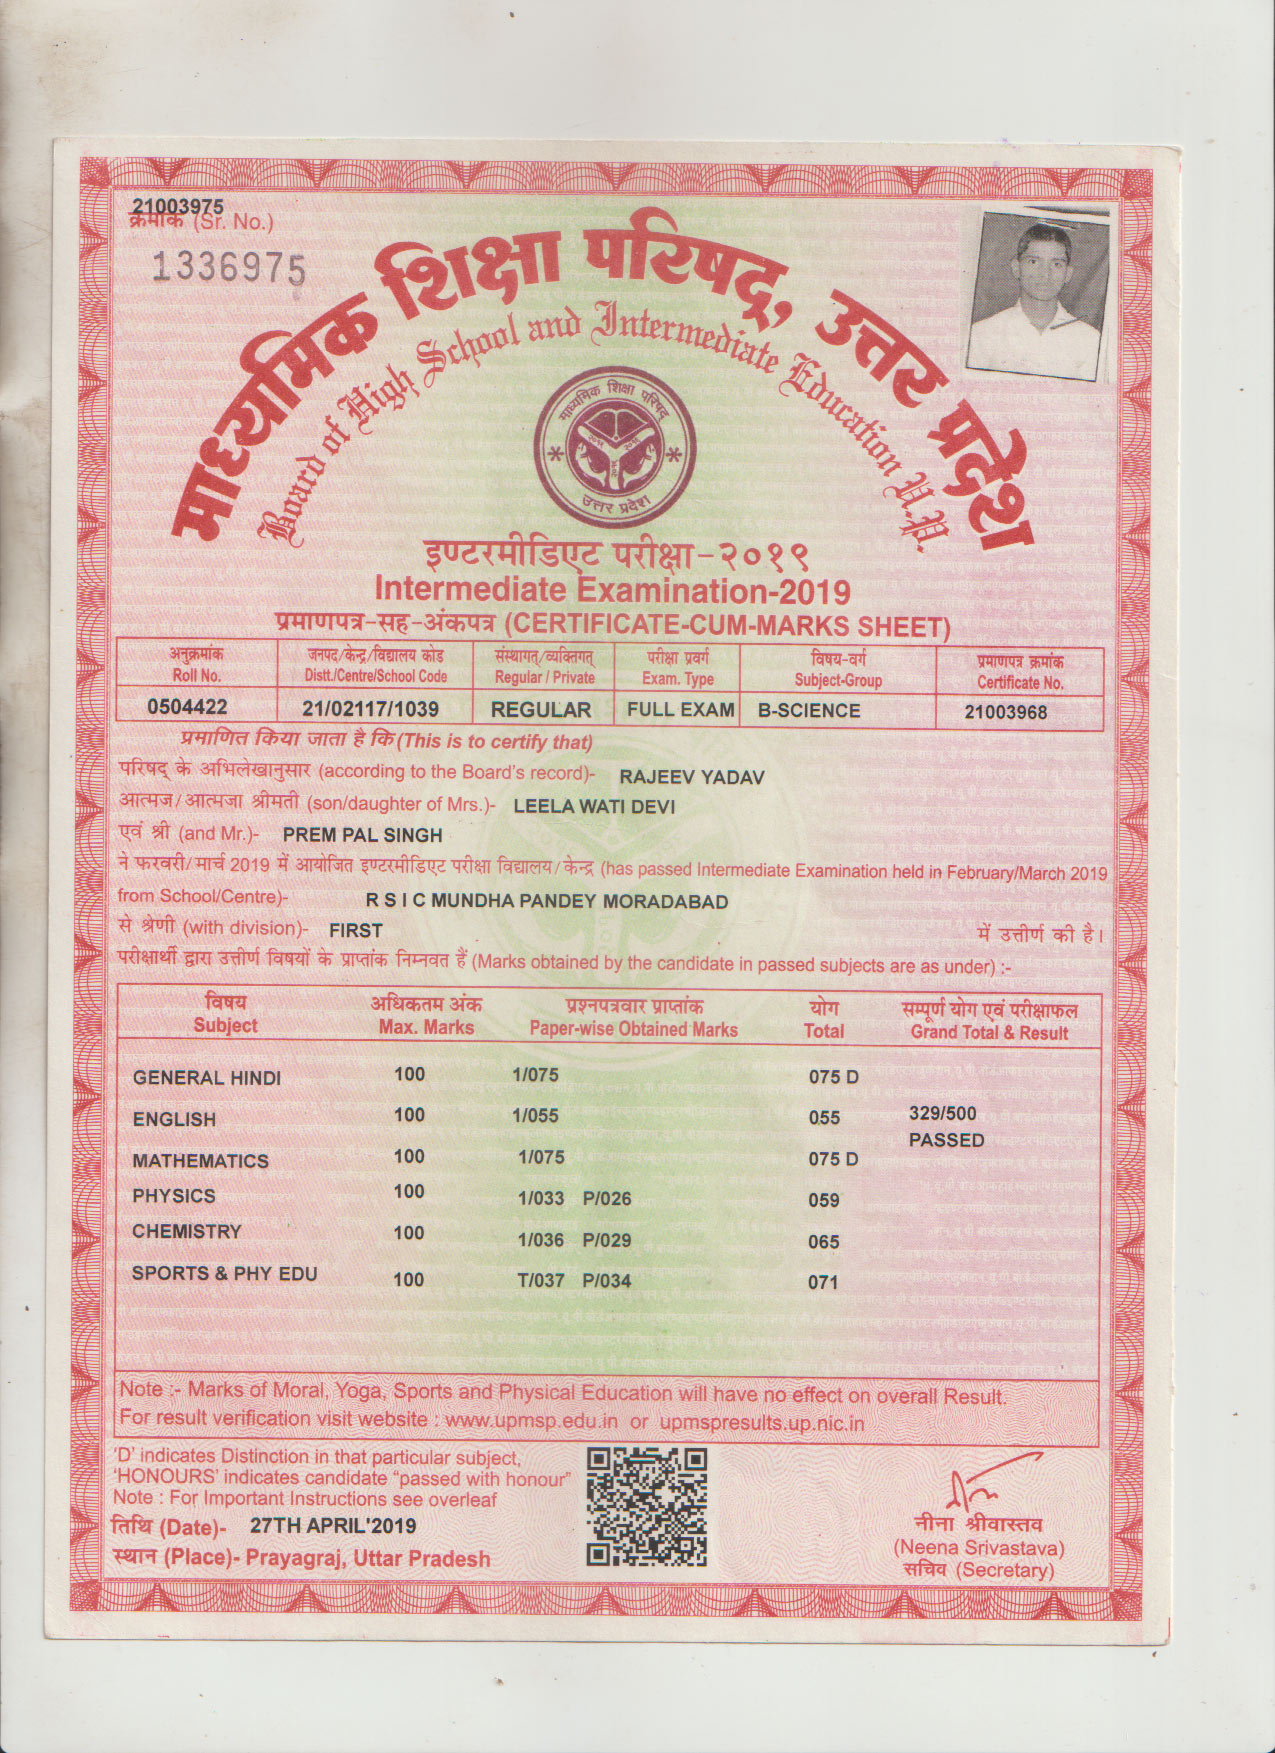 21003975
क्रमांक (Sr. No.)
1336975
माध्यमिक शिक्षा परिषद्, उत्तर प्रदेश
Board of High School and Intermediate Education U.P.
माध्यमिक शिक्षा परिषद्
उत्तर प्रदेश
इण्टरमीडिएट परीक्षा-२०१९
Intermediate Examination-2019
प्रमाणपत्र-सह-अंकपत्र (CERTIFICATE-CUM-MARKS SHEET)
अनुक्रमांक जनपद/केन्द्र/विद्यालय कोड संस्थागत्/व्यक्तिगत् परीक्षा प्रवर्ग विषय-वर्ग प्रमाणपत्र क्रमांक
Roll No. Distt./Centre/School Code Regular / Private Exam. Type Subject-Group Certificate No.
0504422 21/02117/1039 REGULAR FULL EXAM B-SCIENCE 21003968
प्रमाणित किया जाता है कि (This is to certify that)
परिषद् के अभिलेखानुसार (according to the Board's record)- RAJEEV YADAV
आत्मज/आत्मजा श्रीमती (son/daughter of Mrs.)- LEELA WATI DEVI
एवं श्री (and Mr.)- PREM PAL SINGH
ने फरवरी/मार्च 2019 में आयोजित इण्टरमीडिएट परीक्षा विद्यालय/केन्द्र (has passed Intermediate Examination held in February/March 2019
from School/Centre)- R S I C MUNDHA PANDEY MORADABAD
से श्रेणी (with division)- FIRST में उत्तीर्ण की है।
परीक्षार्थी द्वारा उत्तीर्ण विषयों के प्राप्तांक निम्नवत हैं (Marks obtained by the candidate in passed subjects are as under) :-
विषय अधिकतम अंक प्रश्नपत्रवार प्राप्तांक योग सम्पूर्ण योग एवं परीक्षाफल
Subject Max. Marks Paper-wise Obtained Marks Total Grand Total & Result
GENERAL HINDI 100 1/075 075 D
ENGLISH 100 1/055 055 329/500
PASSED
MATHEMATICS 100 1/075 075 D
PHYSICS 100 1/033 P/026 059
CHEMISTRY 100 1/036 P/029 065
SPORTS & PHY EDU 100 T/037 P/034 071
Note :- Marks of Moral, Yoga, Sports and Physical Education will have no effect on overall Result.
For result verification visit website : www.upmsp.edu.in or upmspresults.up.nic.in
'D' indicates Distinction in that particular subject,
'HONOURS' indicates candidate "passed with honour"
Note : For Important Instructions see overleaf
तिथि (Date)- 27TH APRIL'2019
स्थान (Place)- Prayagraj, Uttar Pradesh
नीना श्रीवास्तव
(Neena Srivastava)
सचिव (Secretary)